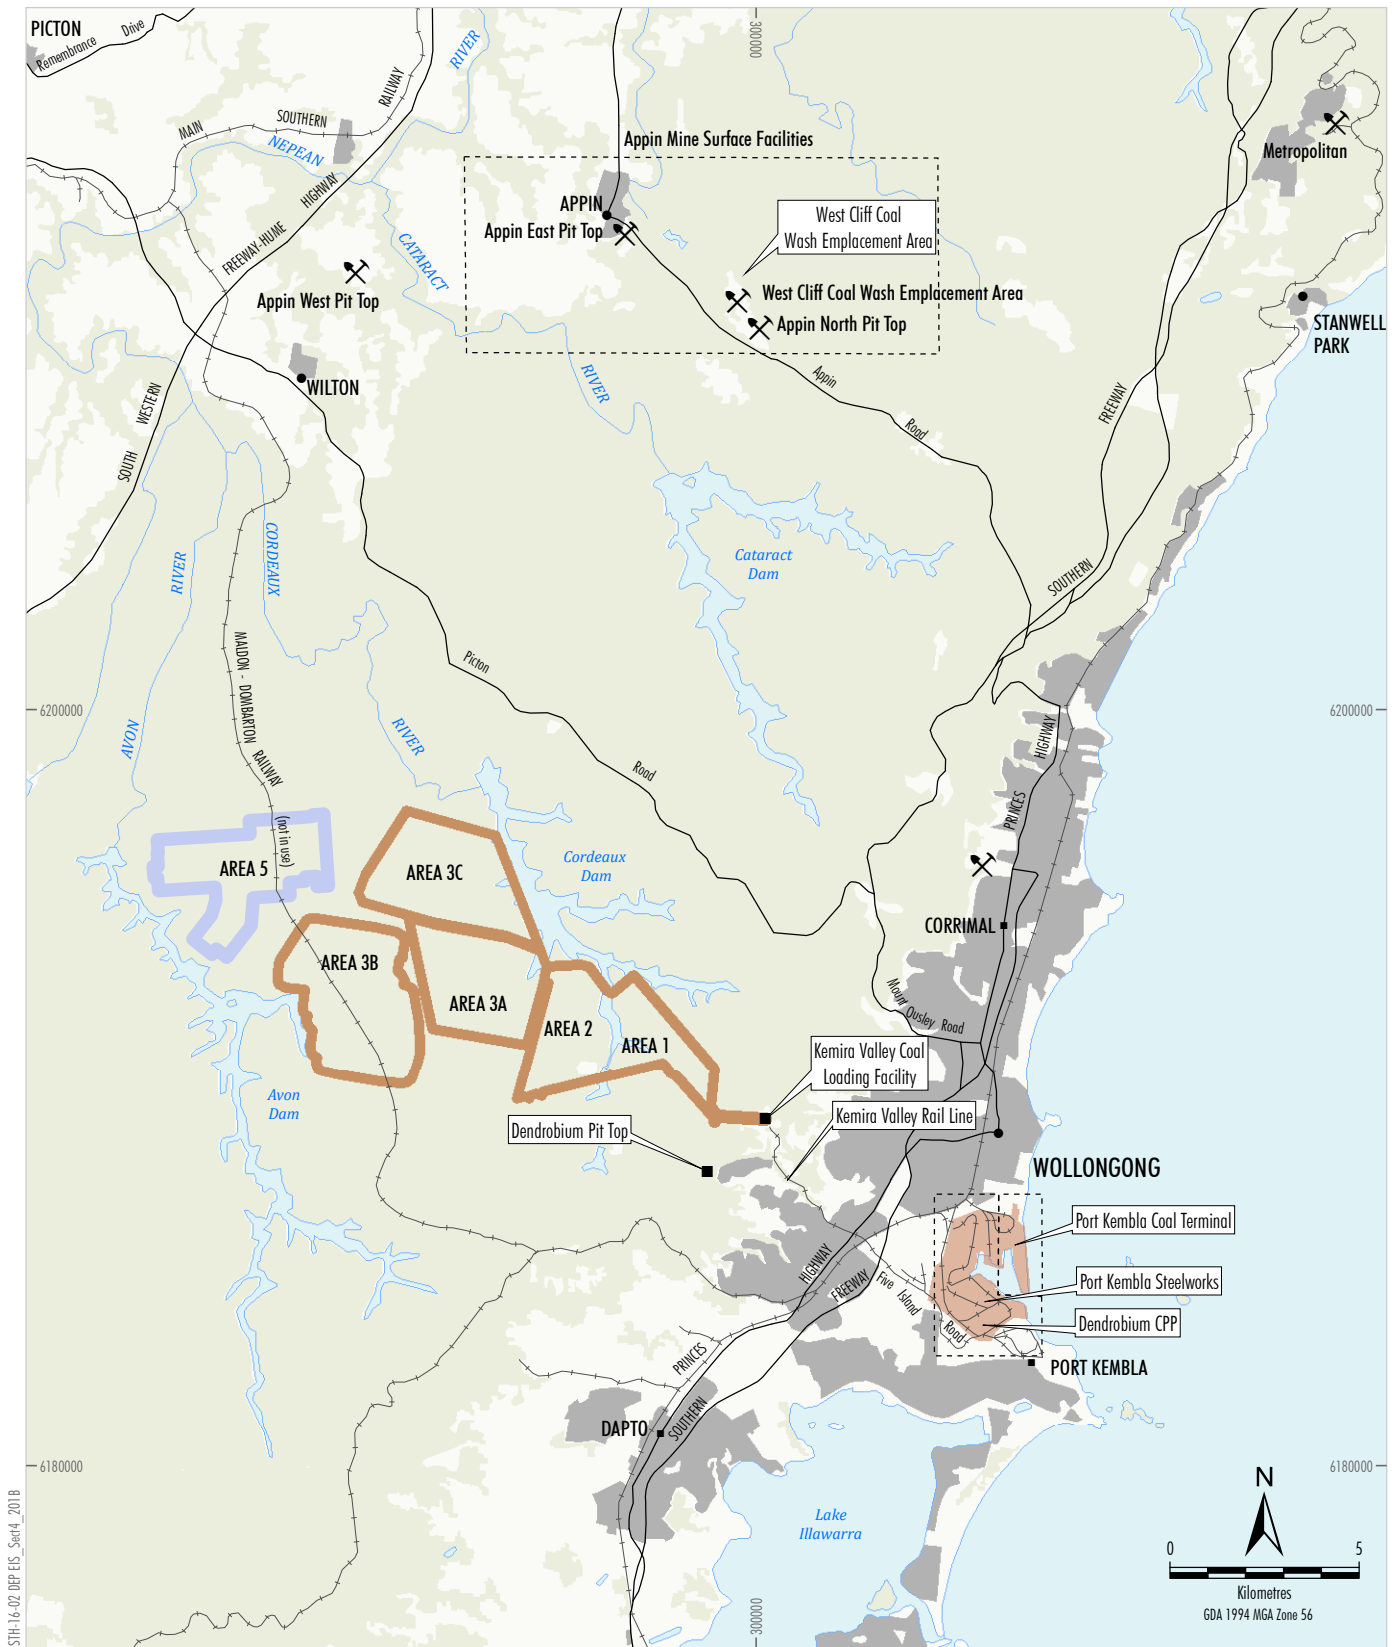 PICTON
Remembrance Drive
300000
RIVER
RAILWAY
SOUTHERN
MAIN
NEPEAN
Appin Mine Surface Facilities
Metropolitan
HIGHWAY
APPIN
Appin East Pit Top
West Cliff Coal
Wash Emplacement Area
FREEWAY-HUME
CATARACT
Appin West Pit Top
West Cliff Coal Wash Emplacement Area
Appin North Pit Top
STANWELL
PARK
WILTON
RIVER
Appin
Road
FREEWAY
WESTERN
SOUTH
CORDEAUX
RIVER
Cataract
Dam
SOUTHERN
MALDON - DOMBARTON RAILWAY
(not in use)
Picton
Road
6200000
6200000
AVON
RIVER
HIGHWAY
PRINCES
AREA 5
AREA 3C
Cordeaux
Dam
CORRIMAL
AREA 3B
AREA 3A
AREA 2
AREA 1
Mount Ousley Road
Kemira Valley Coal
Loading Facility
Avon
Dam
Dendrobium Pit Top
Kemira Valley Rail Line
WOLLONGONG
Port Kembla Coal Terminal
HIGHWAY
FREEWAY
Five Island
Road
Port Kembla Steelworks
Dendrobium CPP
PORT KEMBLA
PRINCES
SOUTHERN
DAPTO
6180000
6180000
Lake
Illawarra
N
0 5
Kilometres
GDA 1994 MGA Zone 56
300000
STH-16-02 DEP EIS_Sect4_201B